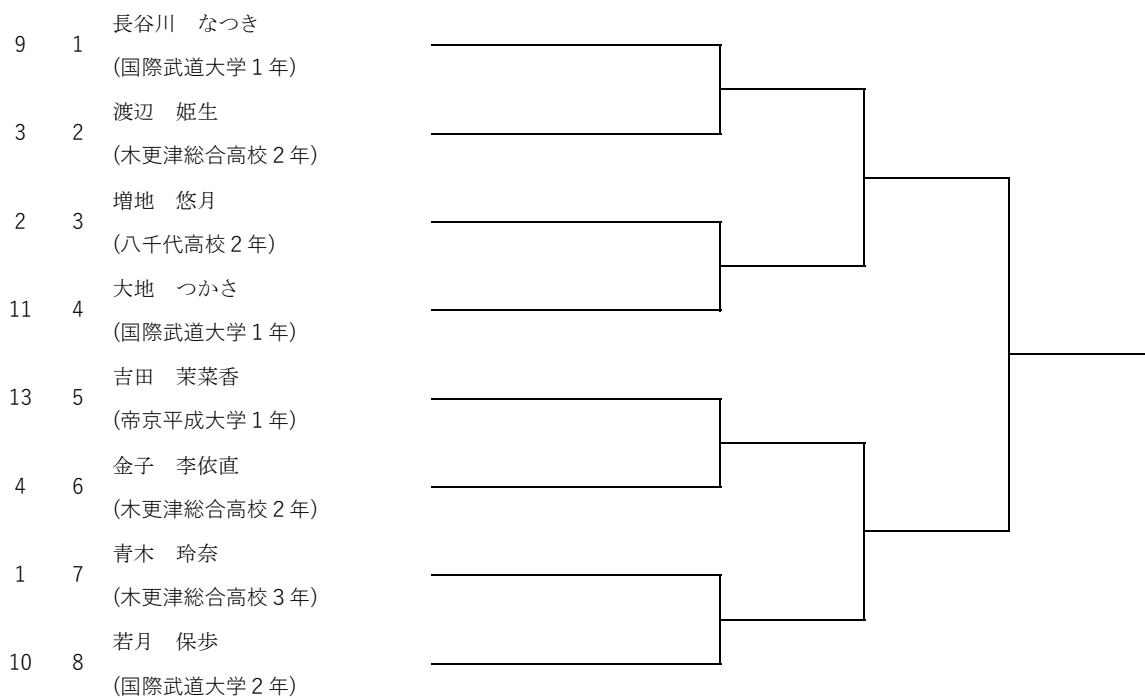 長谷川　なつき
9 1
(国際武道大学１年)
渡辺　姫生
3 2
(木更津総合高校２年)
増地　悠月
2 3
(八千代高校２年)
大地　つかさ
11 4
(国際武道大学１年)
吉田　茉菜香
13 5
(帝京平成大学１年)
金子　李依直
4 6
(木更津総合高校２年)
青木　玲奈
1 7
(木更津総合高校３年)
若月　保歩
10 8
(国際武道大学２年)